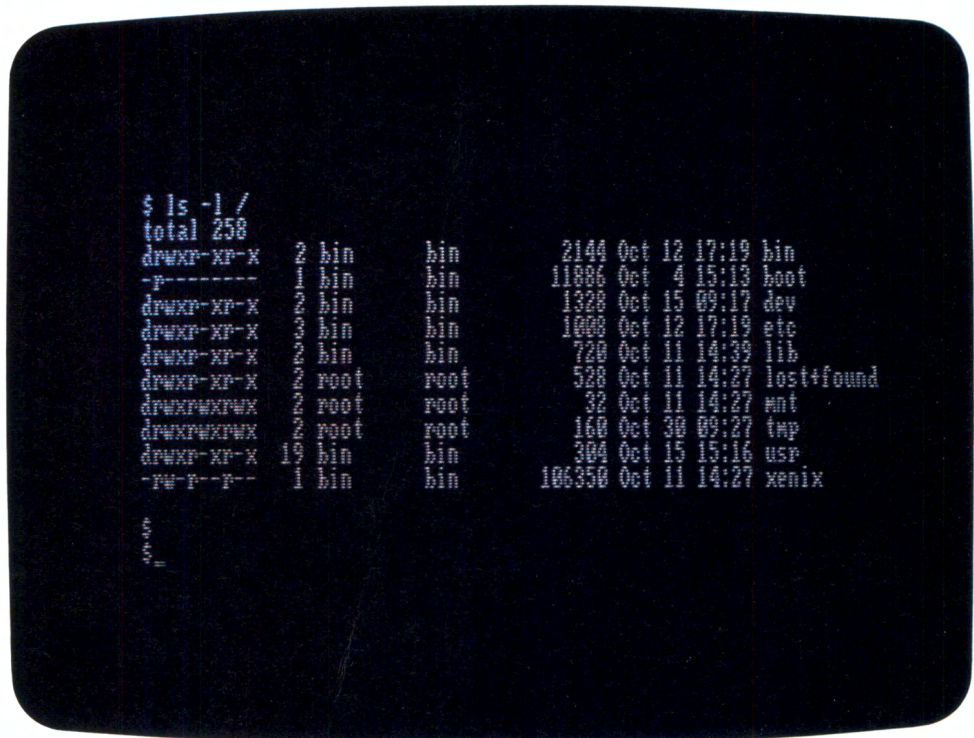 $ ls -l /
total 258
drwxr-xr-x   2 bin      bin         2144 Oct 12 17:19 bin
-r--------   1 bin      bin        11886 Oct  4 15:13 boot
drwxr-xr-x   2 bin      bin         1328 Oct 15 09:17 dev
drwxr-xr-x   3 bin      bin         1008 Oct 12 17:19 etc
drwxr-xr-x   2 bin      bin          720 Oct 11 14:39 lib
drwxr-xr-x   2 root     root         528 Oct 11 14:27 lost+found
drwxrwxrwx   2 root     root          32 Oct 11 14:27 mnt
drwxrwxrwx   2 root     root         160 Oct 30 09:27 tmp
drwxr-xr-x  19 bin      bin          304 Oct 15 15:16 usr
-rw-r--r--   1 bin      bin       106350 Oct 11 14:27 xenix
$
$_